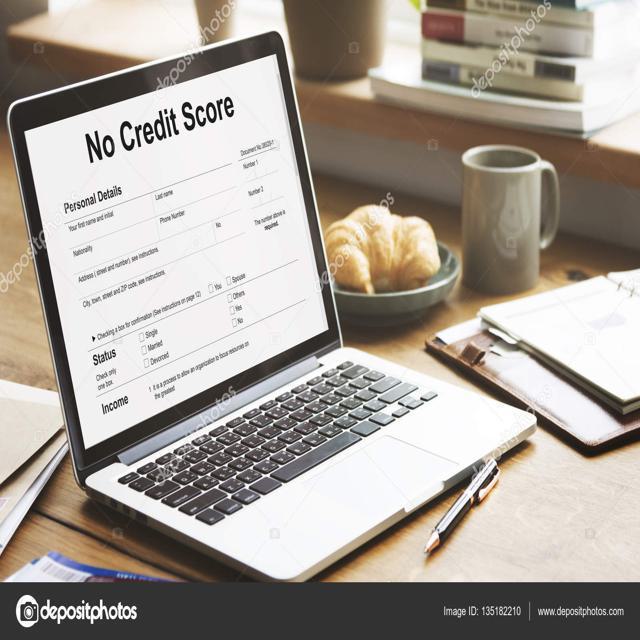 No Credit Score
Document No.26226-1
Personal Details
Number 1
Your first name and initial
Last name
Number 2
Nationality
Phone Number
No
The number above is
required.
Address ( street and number), see instructions.
City, town, street and ZIP code, see instructions.
Checking a box for confirmation (See instructions on page 12)
You
Spouse
Others
Yes
No
Status
Check only
one box.
Single
Married
Devorced
Income
1 It is a process to allow an organization to focus resources on
the greatest
depositphotos
Image ID: 135182210
www.depositphotos.com